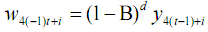 w₄₍₋₁₎ₜ₊ᵢ = (1 – B)ᵈ y₄₍ₜ₋₁₎₊ᵢ